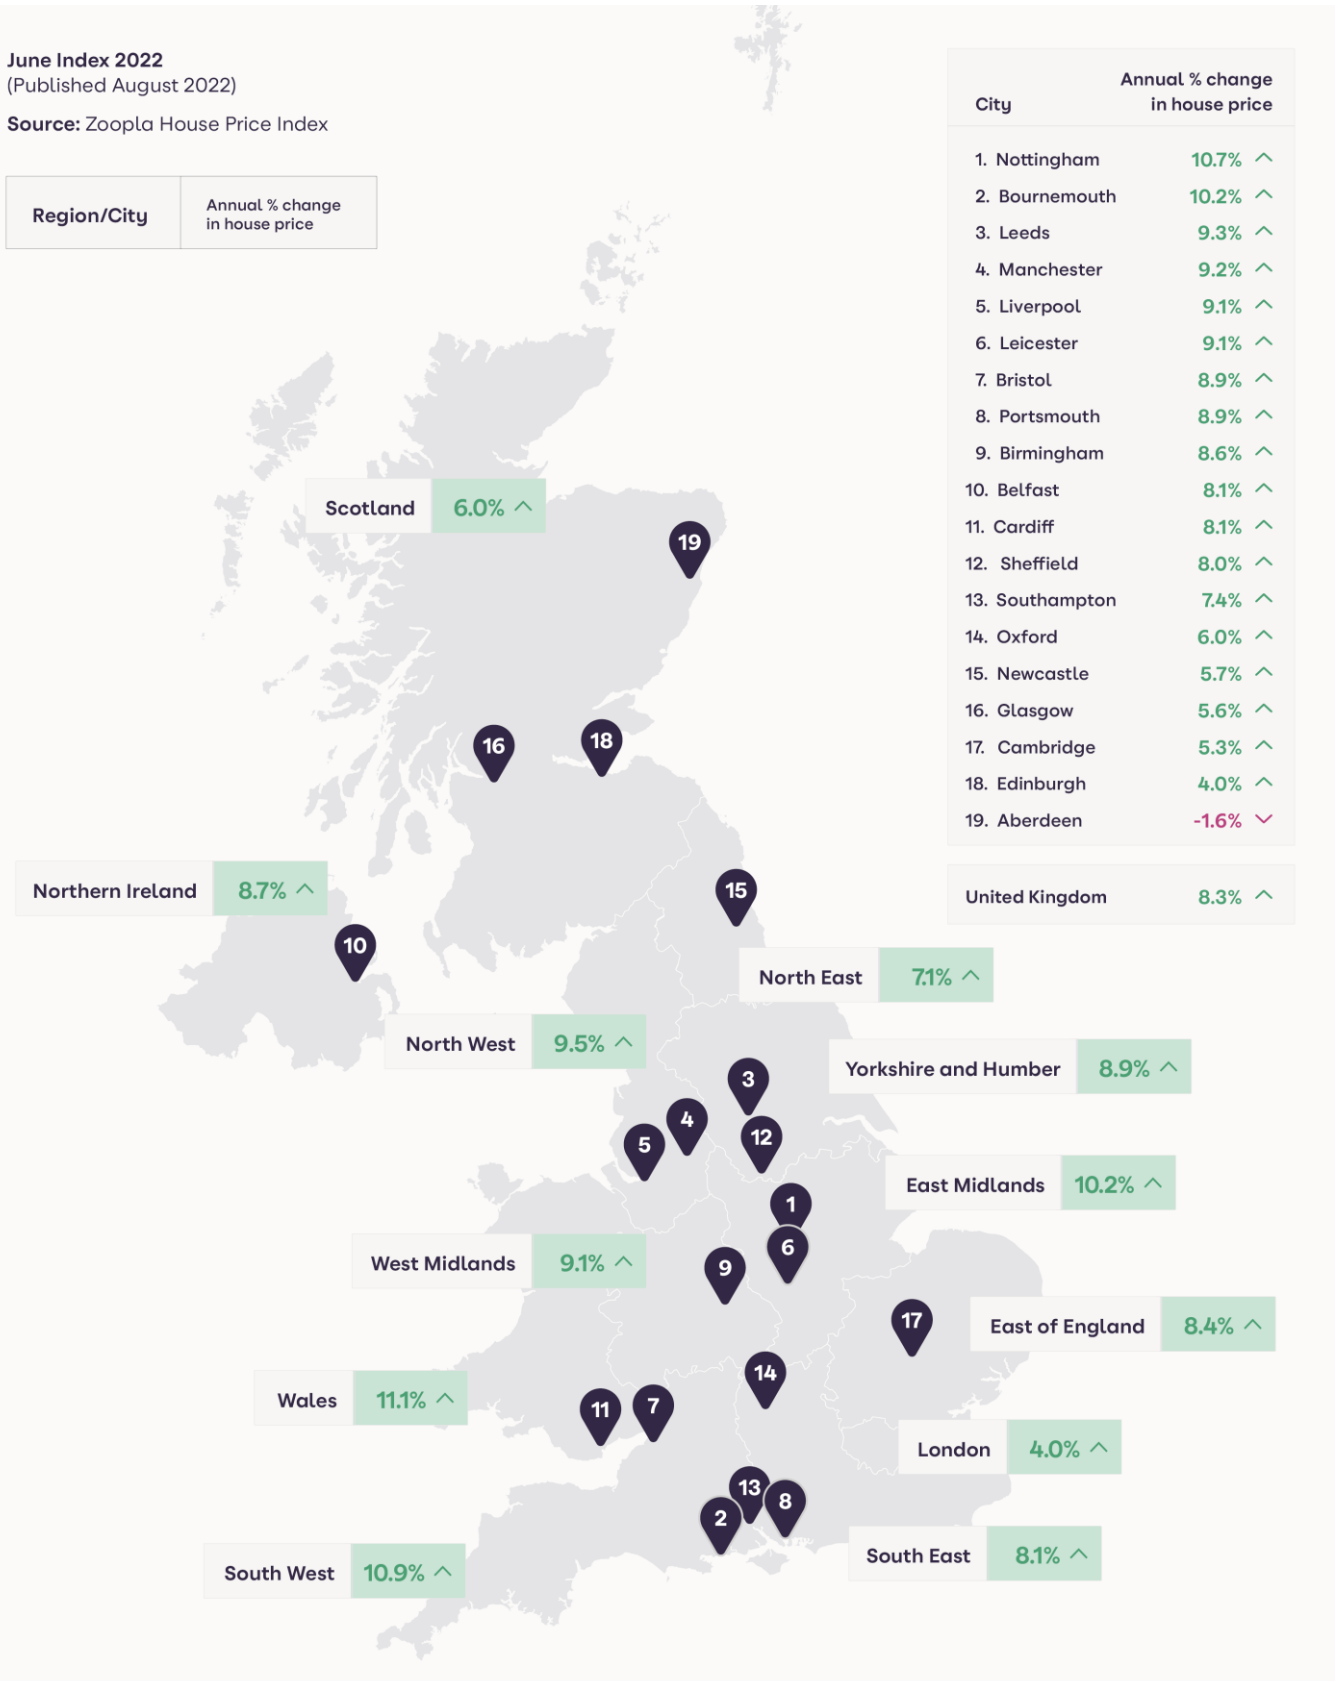 June Index 2022
(Published August 2022)
Source: Zoopla House Price Index
Region/City
Annual % change
in house price
City
Annual % change
in house price
1. Nottingham 10.7%
2. Bournemouth 10.2%
3. Leeds 9.3%
4. Manchester 9.2%
5. Liverpool 9.1%
6. Leicester 9.1%
7. Bristol 8.9%
8. Portsmouth 8.9%
9. Birmingham 8.6%
10. Belfast 8.1%
11. Cardiff 8.1%
12. Sheffield 8.0%
13. Southampton 7.4%
14. Oxford 6.0%
15. Newcastle 5.7%
16. Glasgow 5.6%
17. Cambridge 5.3%
18. Edinburgh 4.0%
19. Aberdeen -1.6%
United Kingdom 8.3%
Scotland 6.0%
19
16
18
Northern Ireland 8.7%
15
10
North East 7.1%
North West 9.5%
Yorkshire and Humber 8.9%
3
4
5
12
East Midlands 10.2%
1
6
West Midlands 9.1%
9
17
East of England 8.4%
14
Wales 11.1%
11
7
London 4.0%
13
8
2
South East 8.1%
South West 10.9%